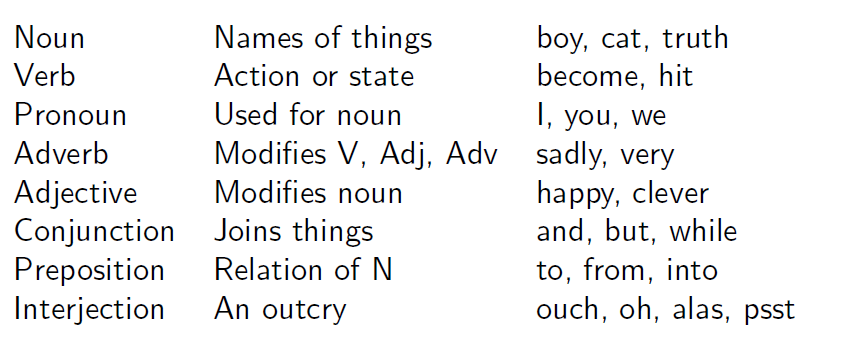 Noun Names of things boy, cat, truth
Verb Action or state become, hit
Pronoun Used for noun I, you, we
Adverb Modifies V, Adj, Adv sadly, very
Adjective Modifies noun happy, clever
Conjunction Joins things and, but, while
Preposition Relation of N to, from, into
Interjection An outcry ouch, oh, alas, psst